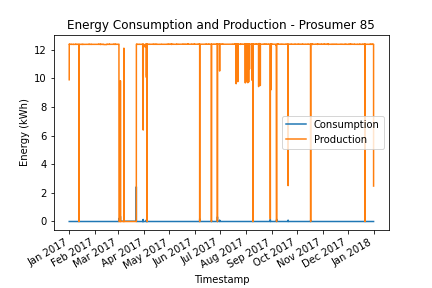 Energy Consumption and Production - Prosumer 85
Energy (kWh)
12
10
8
6
4
2
0
Consumption
Production
Jan 2017
Feb 2017
Mar 2017
Apr 2017
May 2017
Jun 2017
Jul 2017
Aug 2017
Sep 2017
Oct 2017
Nov 2017
Dec 2017
Jan 2018
Timestamp